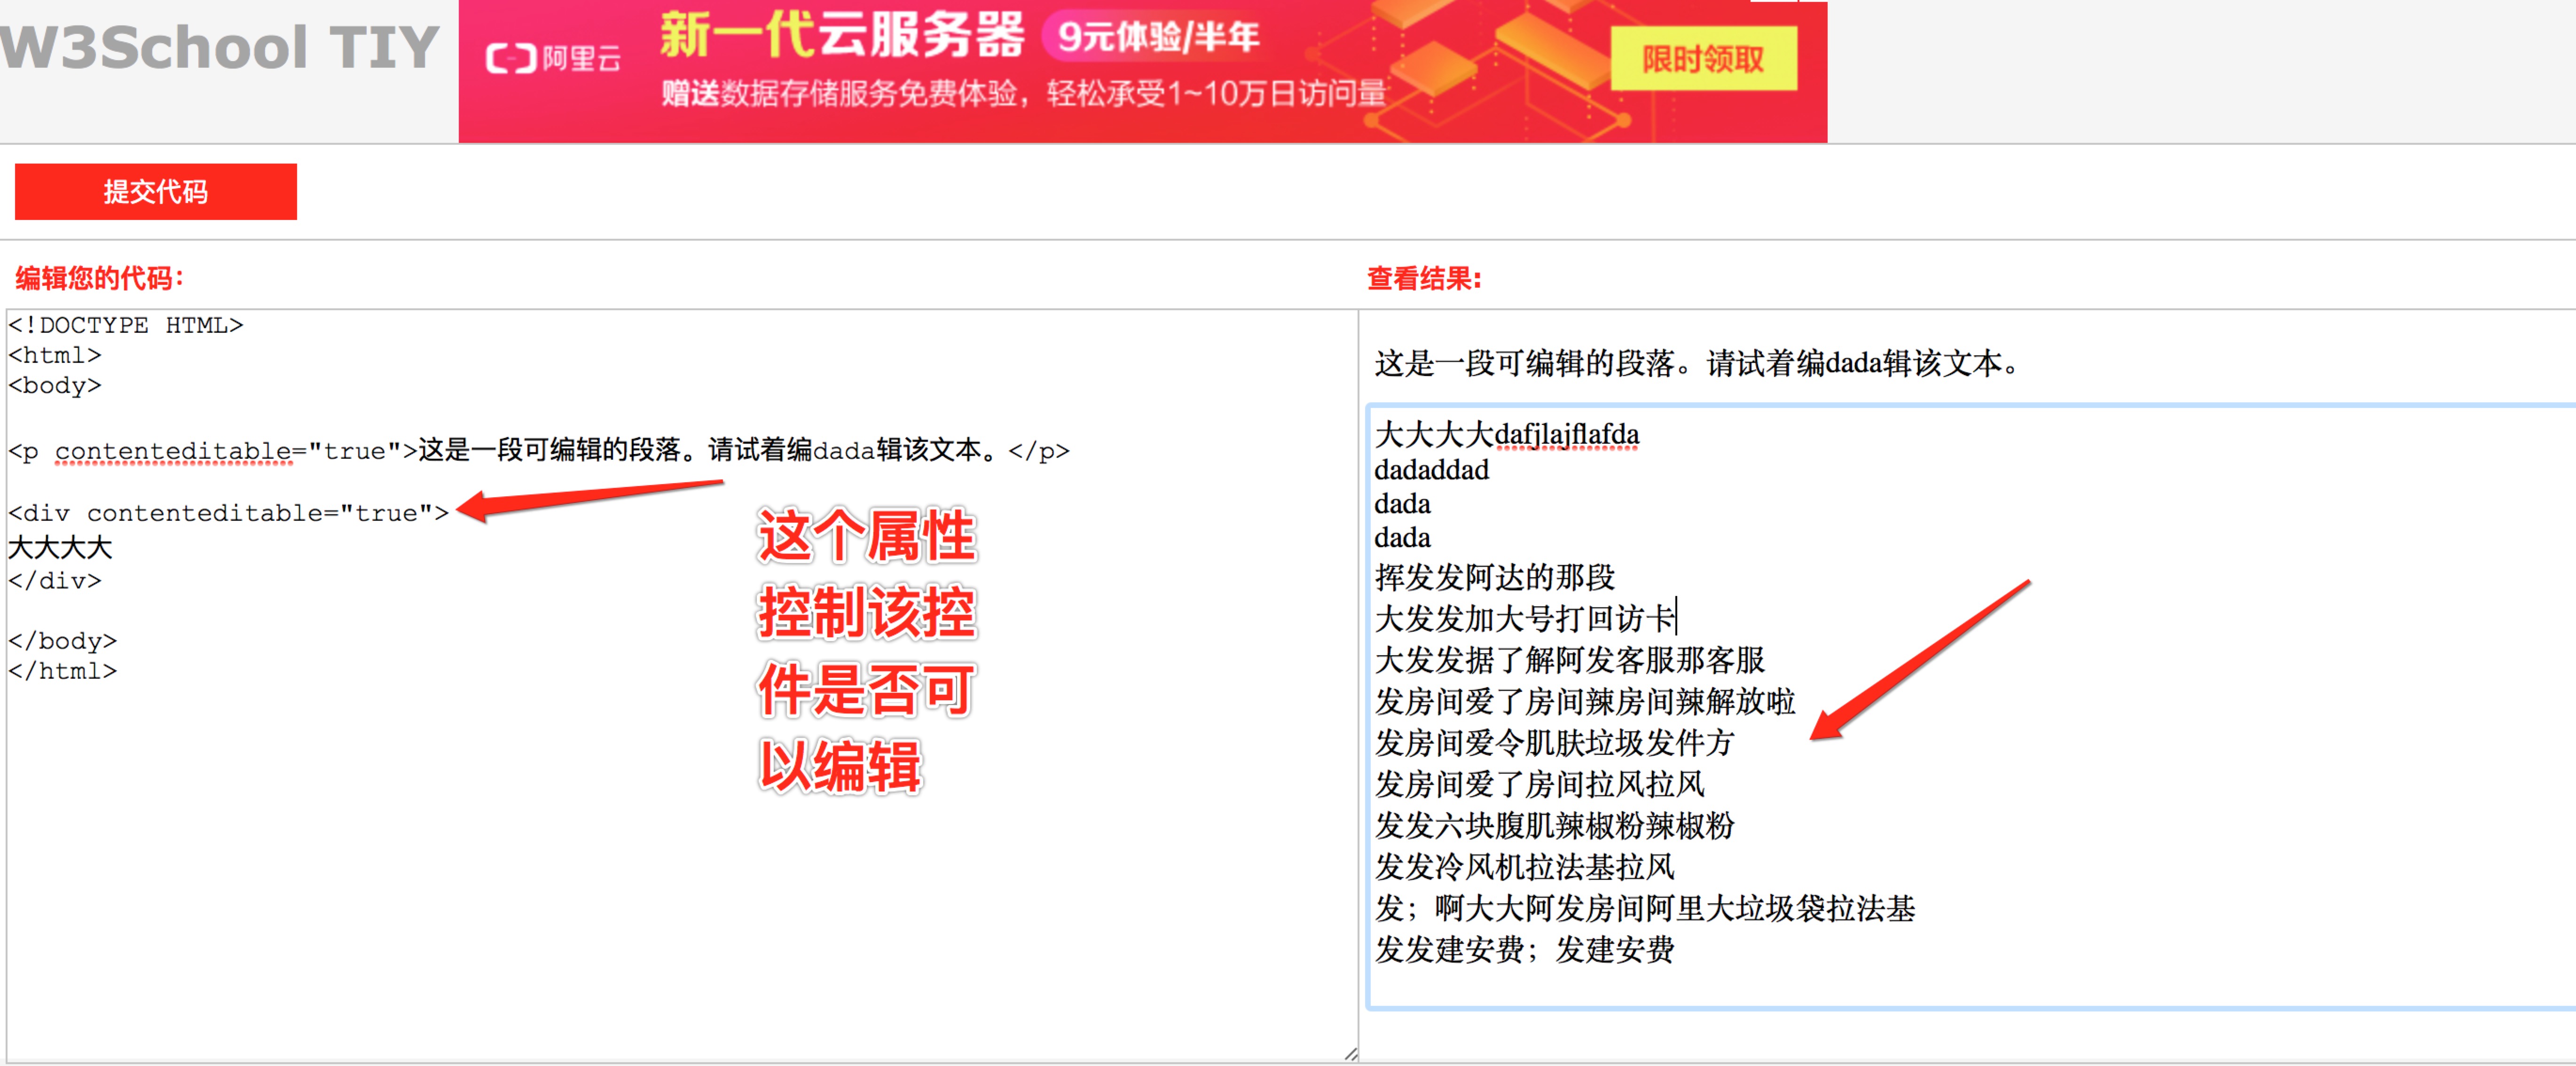 W3School TIY
阿里云
新一代云服务器 9元体验/半年
赠送数据存储服务免费体验，轻松承受1~10万日访问量
限时领取
提交代码
编辑您的代码：
<!DOCTYPE HTML>
<html>
<body>
<p contenteditable="true">这是一段可编辑的段落。请试着编dada辑该文本。</p>
<div contenteditable="true">
大大大大
</div>
</body>
</html>
这个属性
控制该控
件是否可
以编辑
查看结果:
这是一段可编辑的段落。请试着编dada辑该文本。
大大大大dafjlajflafda
dadaddad
dada
dada
挥发发阿达的那段
大发发加大号打回访卡
大发发据了解阿发客服那客服
发房间爱了房间辣房间辣解放啦
发房间爱令肌肤垃圾发件方
发房间爱了房间拉风拉风
发发六块腹肌辣椒粉辣椒粉
发发冷风机拉法基拉风
发；啊大大阿发房间阿里大垃圾袋拉法基
发发建安费；发建安费